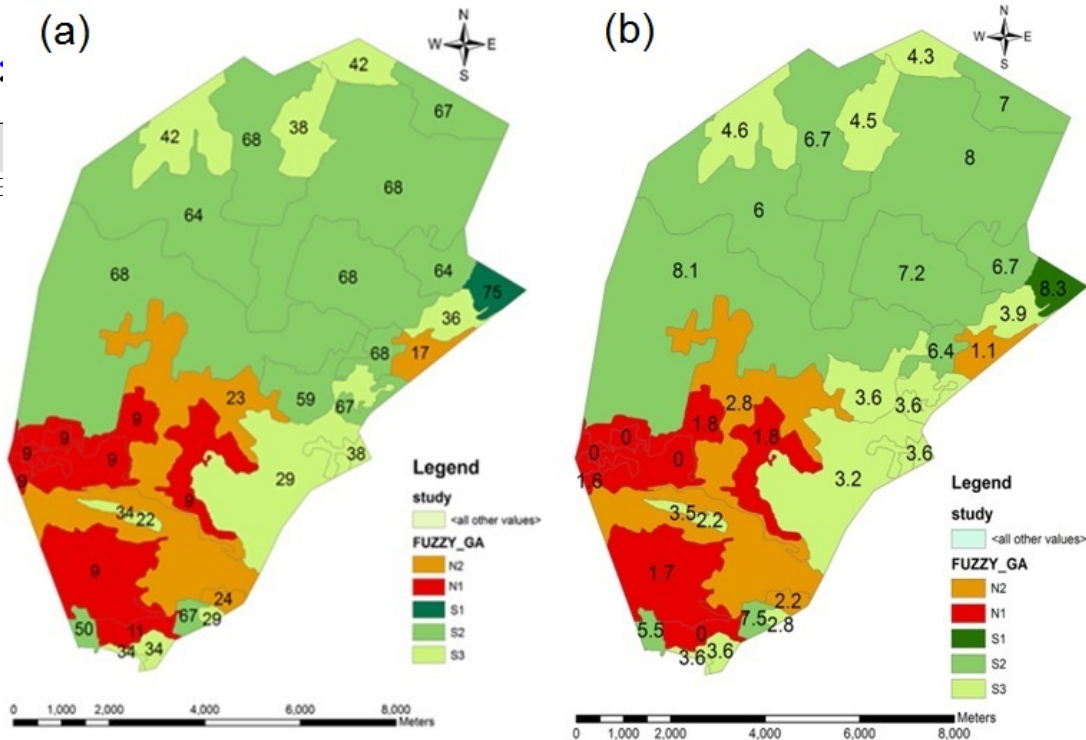 (a)
N
W E
S
42
67
42
68
38
68
64
68
68
64
75
36
68
17
23
59
67
9
9
9
9
38
29
9
9
34
22
9
24
67
29
50
11
34
34
Legend
study
<all other values>
FUZZY_GA
N2
N1
S1
S2
S3
0 1,000 2,000 4,000 6,000 8,000
Meters
(b)
N
W E
S
4.3
7
4.6
6.7
4.5
8
6
8.1
7.2
6.7
8.3
3.9
6.4
1.1
2.8
3.6
3.6
1.8
1.8
0
0
0
3.6
1.6
3.2
3.5
2.2
1.7
2.2
7.5
2.8
5.5
0
3.6
3.6
Legend
study
<all other values>
FUZZY_GA
N2
N1
S1
S2
S3
Meters
0 1,000 2,000 4,000 6,000 8,000